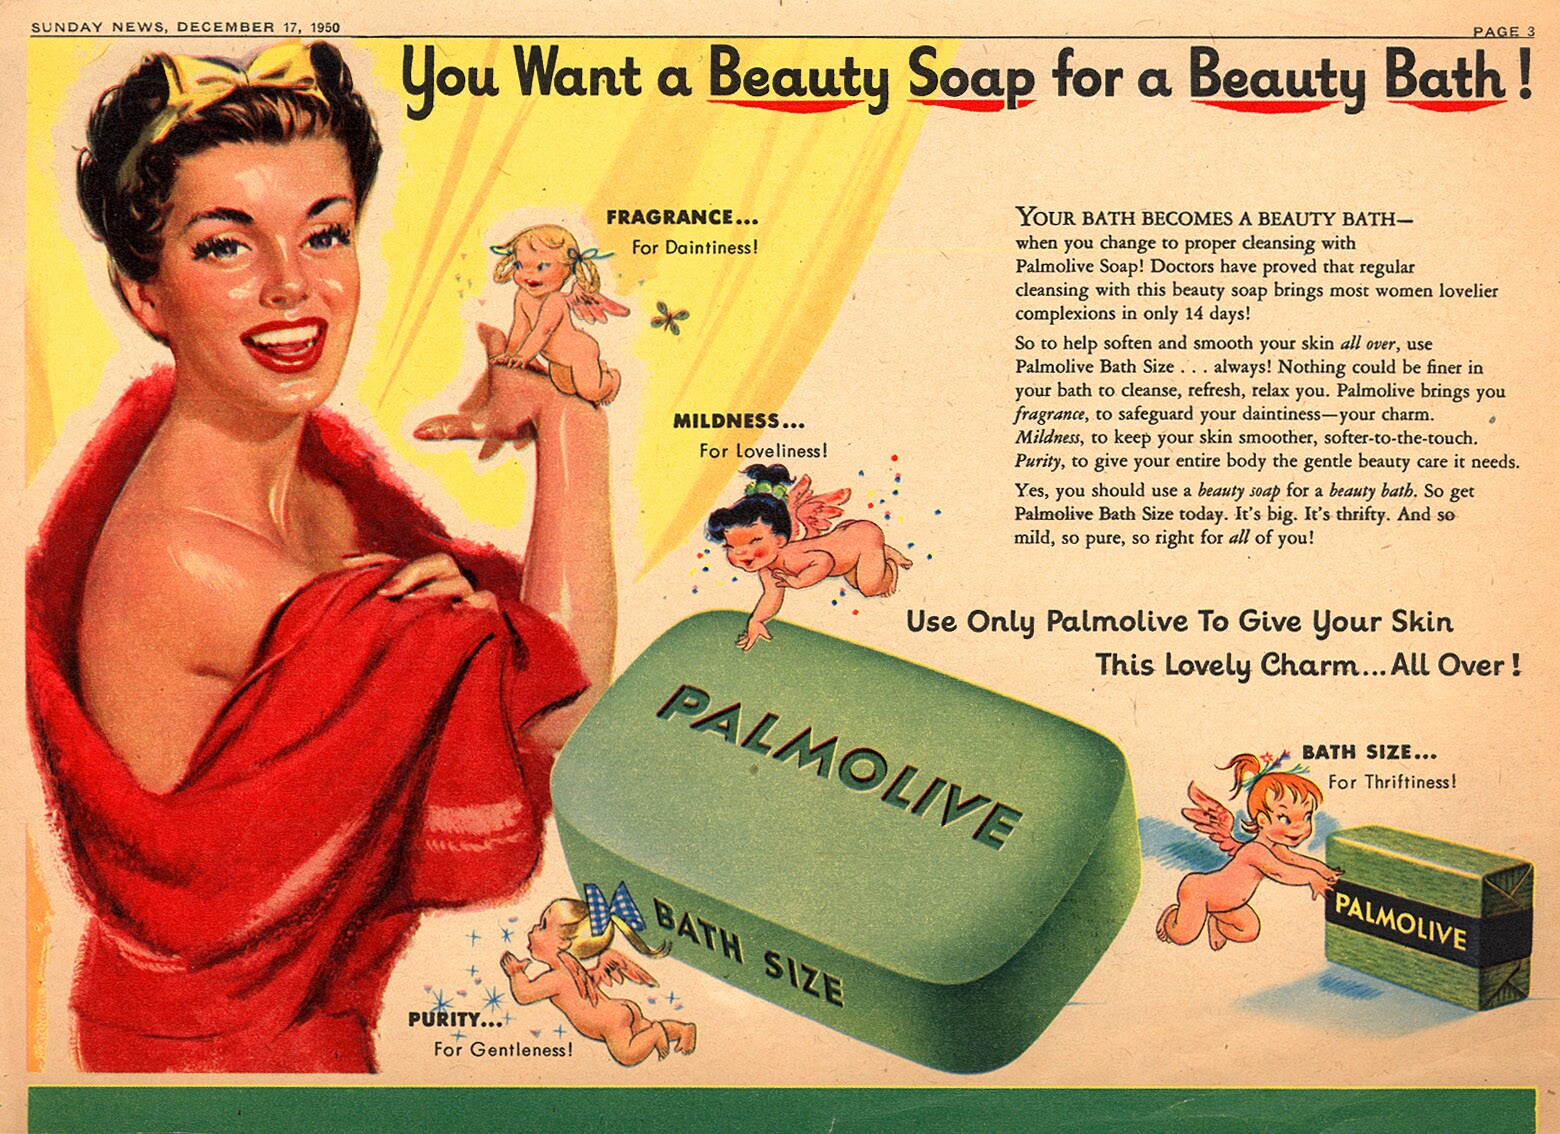 SUNDAY NEWS, DECEMBER 17, 1950
PAGE 3
You Want a Beauty Soap for a Beauty Bath!
FRAGRANCE...
For Daintiness!
MILDNESS...
For Loveliness!
YOUR BATH BECOMES A BEAUTY BATH—
when you change to proper cleansing with
Palmolive Soap! Doctors have proved that regular
cleansing with this beauty soap brings most women lovelier
complexions in only 14 days!
So to help soften and smooth your skin all over, use
Palmolive Bath Size . . . always! Nothing could be finer in
your bath to cleanse, refresh, relax you. Palmolive brings you
fragrance, to safeguard your daintiness—your charm.
Mildness, to keep your skin smoother, softer-to-the-touch.
Purity, to give your entire body the gentle beauty care it needs.
Yes, you should use a beauty soap for a beauty bath. So get
Palmolive Bath Size today. It's big. It's thrifty. And so
mild, so pure, so right for all of you!
Use Only Palmolive To Give Your Skin
This Lovely Charm...All Over!
PALMOLIVE
BATH SIZE
BATH SIZE...
For Thriftiness!
PALMOLIVE
PURITY...
For Gentleness!